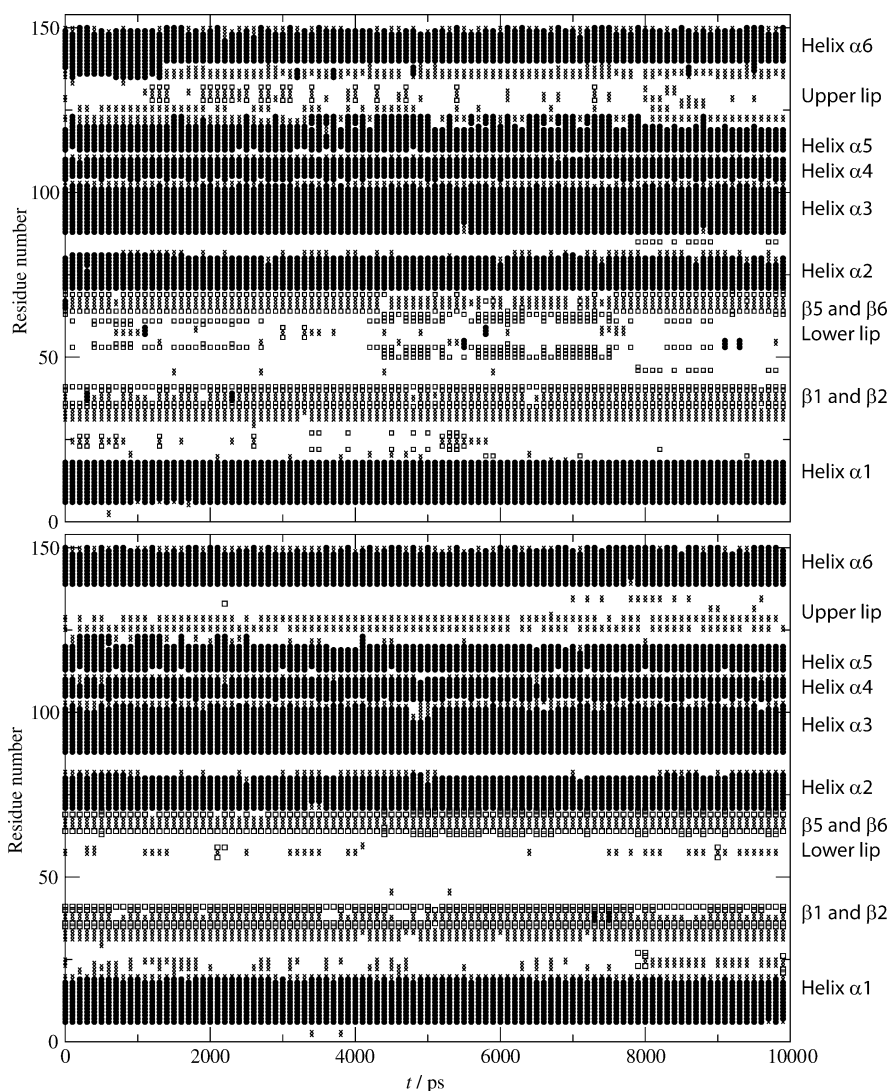 150
Helix α6
Upper lip
Helix α5
Helix α4
100
Helix α3
Residue number
Helix α2
β5 and β6
Lower lip
50
β1 and β2
Helix α1
0
150
Helix α6
Upper lip
Helix α5
Helix α4
100
Helix α3
Residue number
Helix α2
β5 and β6
Lower lip
50
β1 and β2
Helix α1
0
0 2000 4000 6000 8000 10000
t / ps